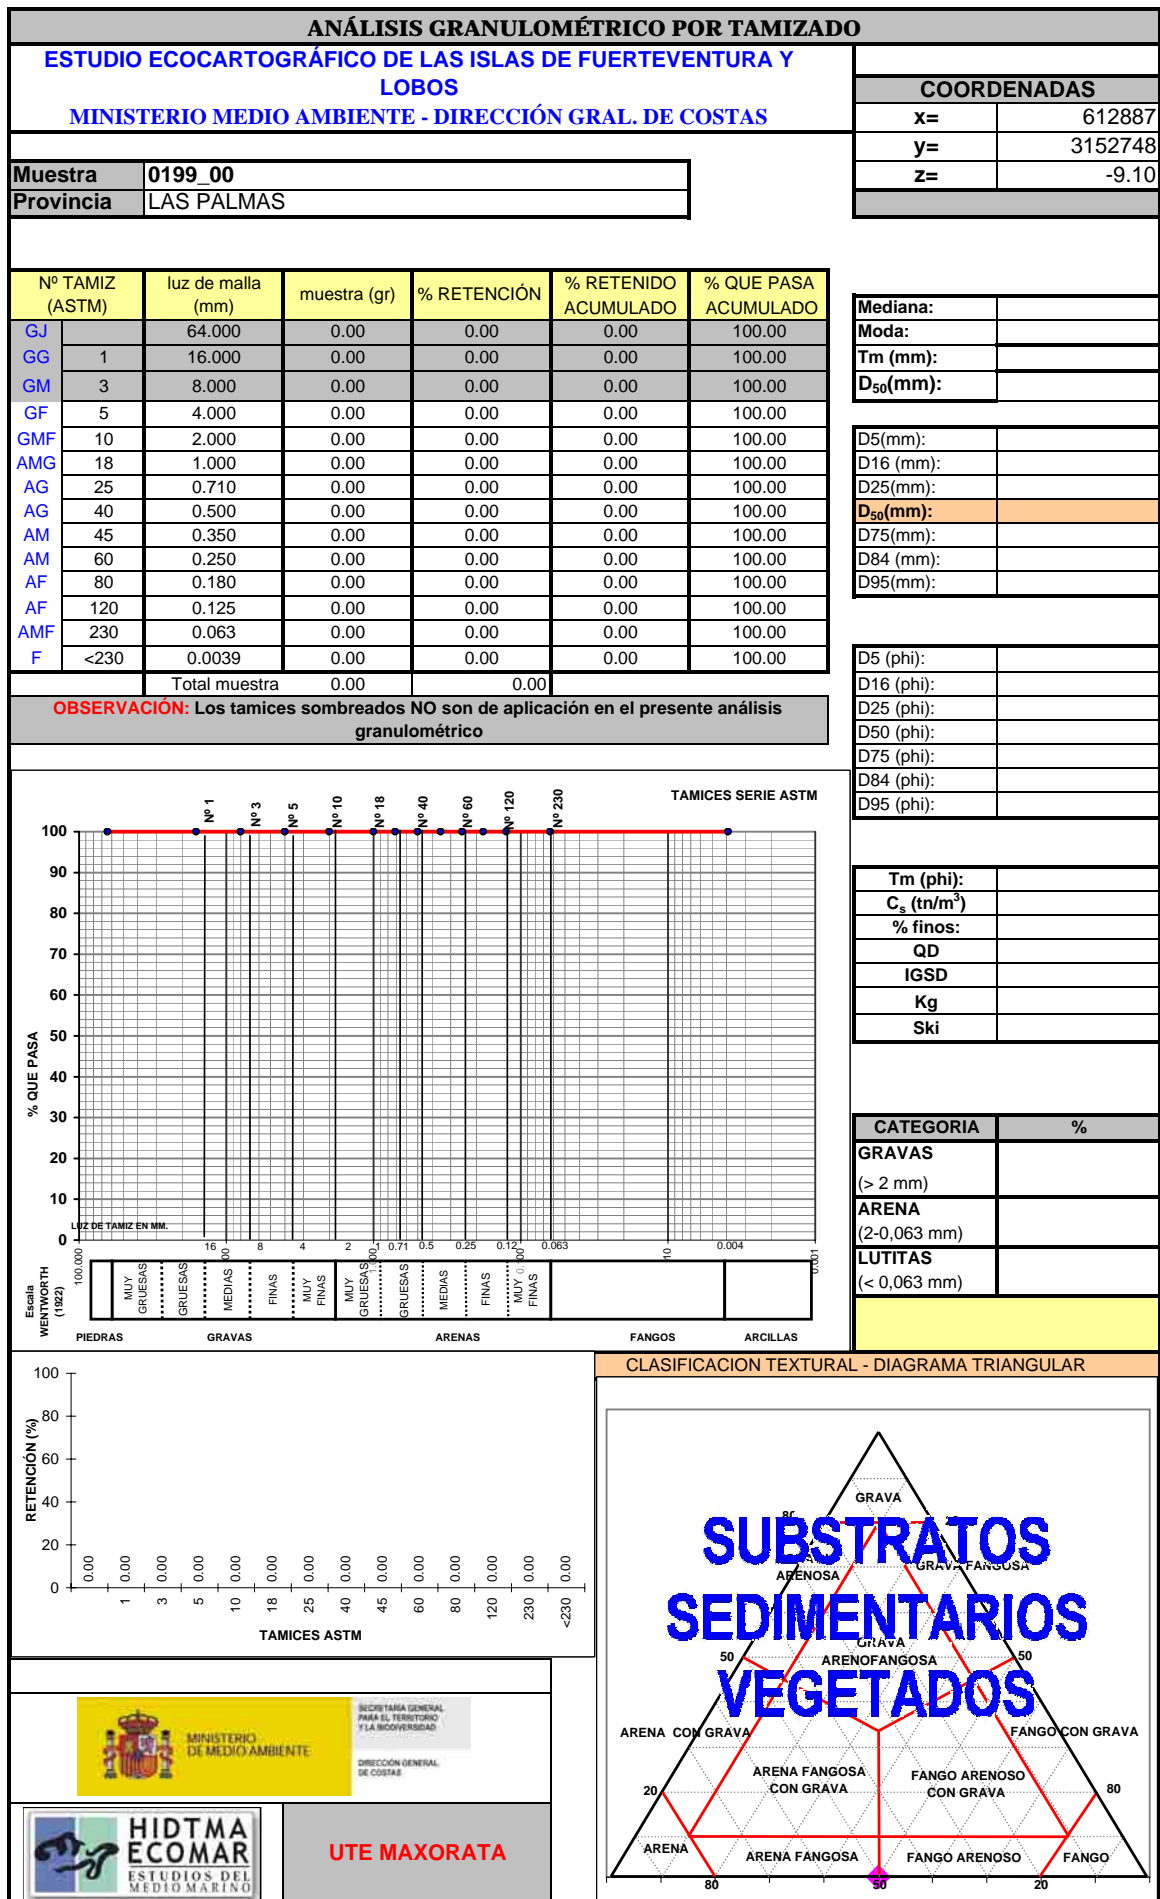 ANÁLISIS GRANULOMÉTRICO POR TAMIZADO
ESTUDIO ECOCARTOGRÁFICO DE LAS ISLAS DE FUERTEVENTURA Y
LOBOS
MINISTERIO MEDIO AMBIENTE - DIRECCIÓN GRAL. DE COSTAS
COORDENADAS
x= 612887
y= 3152748
z= -9.10
Muestra 0199_00
Provincia LAS PALMAS
Nº TAMIZ (ASTM) luz de malla (mm) muestra (gr) % RETENCIÓN % RETENIDO ACUMULADO % QUE PASA ACUMULADO
GJ 64.000 0.00 0.00 0.00 100.00
GG 1 16.000 0.00 0.00 0.00 100.00
GM 3 8.000 0.00 0.00 0.00 100.00
GF 5 4.000 0.00 0.00 0.00 100.00
GMF 10 2.000 0.00 0.00 0.00 100.00
AMG 18 1.000 0.00 0.00 0.00 100.00
AG 25 0.710 0.00 0.00 0.00 100.00
AG 40 0.500 0.00 0.00 0.00 100.00
AM 45 0.350 0.00 0.00 0.00 100.00
AM 60 0.250 0.00 0.00 0.00 100.00
AF 80 0.180 0.00 0.00 0.00 100.00
AF 120 0.125 0.00 0.00 0.00 100.00
AMF 230 0.063 0.00 0.00 0.00 100.00
F <230 0.0039 0.00 0.00 0.00 100.00
Total muestra 0.00 0.00
OBSERVACIÓN: Los tamices sombreados NO son de aplicación en el presente análisis
granulométrico
Mediana:
Moda:
Tm (mm):
D50(mm):
D5(mm):
D16 (mm):
D25(mm):
D50(mm):
D75(mm):
D84 (mm):
D95(mm):
D5 (phi):
D16 (phi):
D25 (phi):
D50 (phi):
D75 (phi):
D84 (phi):
D95 (phi):
Tm (phi):
Cs (tn/m3)
% finos:
QD
IGSD
Kg
Ski
CATEGORIA %
GRAVAS
(> 2 mm)
ARENA
(2-0,063 mm)
LUTITAS
(< 0,063 mm)
TAMICES SERIE ASTM
Nº 1 Nº 3 Nº 5 Nº 10 Nº 18 Nº 40 Nº 60 Nº 120 Nº 230
% QUE PASA
100
90
80
70
60
50
40
30
20
10
0
LUZ DE TAMIZ EN MM.
16 8 4 2 1 0.71 0.5 0.25 0.12 0.063 0.004
100.000
0.001
Escala
WENTWORTH
(1922)
MUY GRUESAS GRUESAS MEDIAS FINAS MUY FINAS MUY GRUESAS GRUESAS MEDIAS FINAS MUY FINAS
PIEDRAS GRAVAS ARENAS FANGOS ARCILLAS
RETENCIÓN (%)
100
80
60
40
20
0
0.00 0.00 0.00 0.00 0.00 0.00 0.00 0.00 0.00 0.00 0.00 0.00 0.00 0.00
1 3 5 10 18 25 40 45 60 80 120 230 <230
TAMICES ASTM
CLASIFICACION TEXTURAL - DIAGRAMA TRIANGULAR
GRAVA
SUBSTRATOS
ARENOSA
GRAVA FANGOSA
SEDIMENTARIOS
GRAVA
ARENOFANGOSA
50 50
VEGETADOS
ARENA CON GRAVA
FANGO CON GRAVA
ARENA FANGOSA
CON GRAVA
FANGO ARENOSO
CON GRAVA
20 80
ARENA
ARENA FANGOSA
FANGO ARENOSO
FANGO
80 50 20
MINISTERIO
DE MEDIO AMBIENTE
SECRETARÍA GENERAL
PARA EL TERRITORIO
Y LA BIODIVERSIDAD
DIRECCIÓN GENERAL
DE COSTAS
HIDTMA
ECOMAR
ESTUDIOS DEL
MEDIO MARINO
UTE MAXORATA